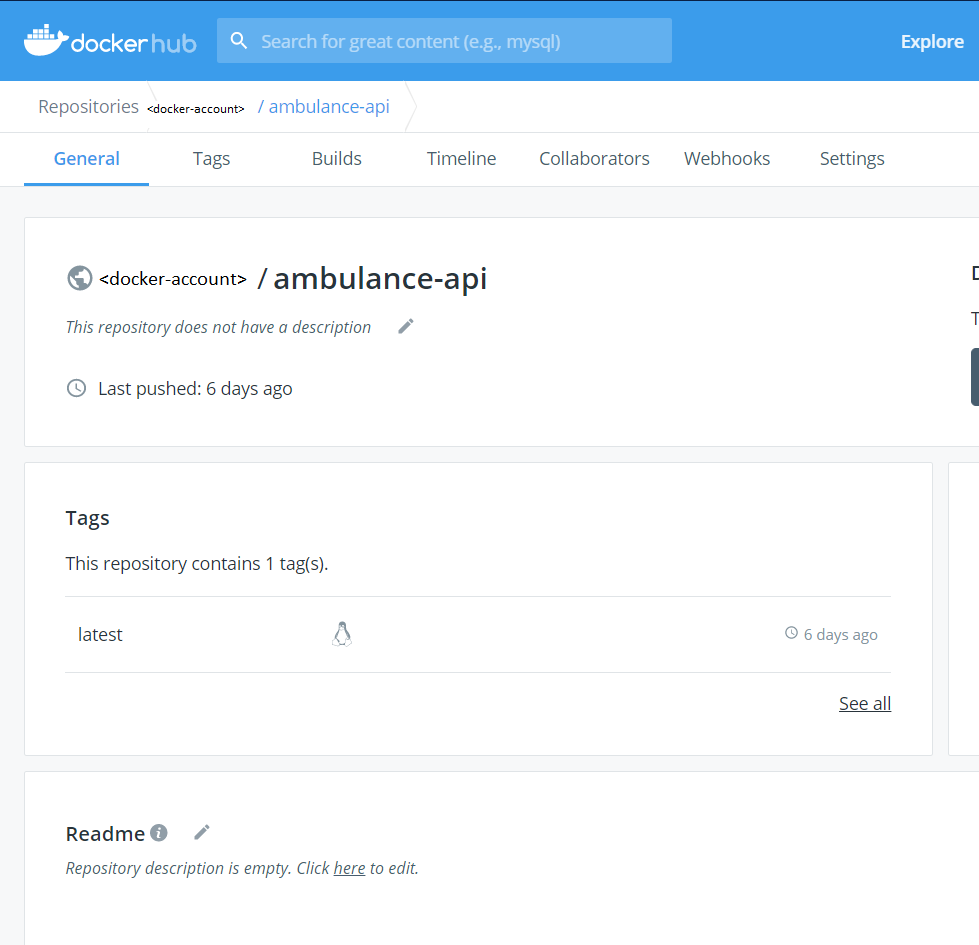 dockerhub Search for great content (e.g., mysql) Explore
Repositories <docker-account> / ambulance-api
General Tags Builds Timeline Collaborators Webhooks Settings
<docker-account> / ambulance-api
This repository does not have a description
Last pushed: 6 days ago
Tags
This repository contains 1 tag(s).
latest 6 days ago
See all
Readme
Repository description is empty. Click here to edit.